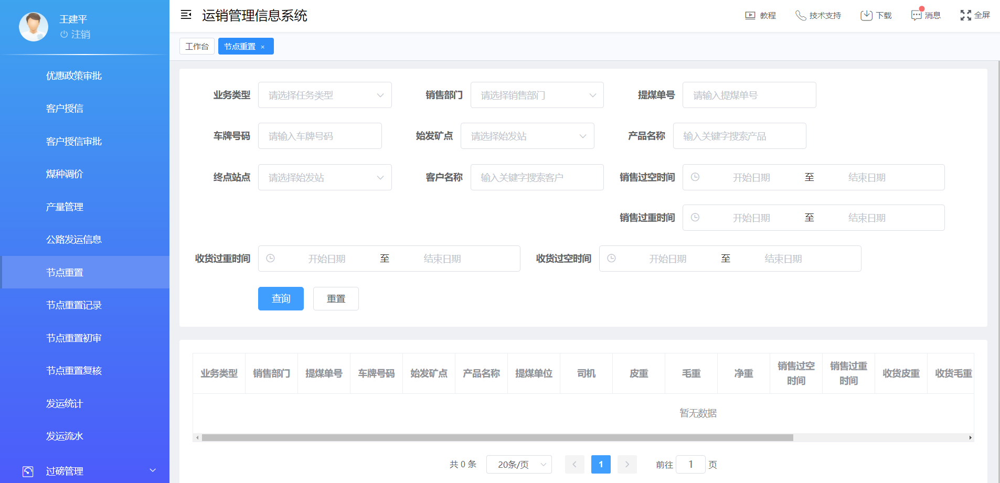 王建平
注销
运销管理信息系统
教程
技术支持
下载
消息
全屏
工作台
节点重置 ×
优惠政策审批
客户授信
客户授信审批
煤种调价
产量管理
公路发运信息
节点重置
节点重置记录
节点重置初审
节点重置复核
发运统计
发运流水
过磅管理
业务类型 请选择任务类型 销售部门 请选择销售部门 提煤单号 请输入提煤单号
车牌号码 请输入车牌号码 始发矿点 请选择始发站 产品名称 输入关键字搜索产品
终点站点 请选择始发站 客户名称 输入关键字搜索客户 销售过空时间 开始日期 至 结束日期
销售过重时间 开始日期 至 结束日期
收货过重时间 开始日期 至 结束日期 收货过空时间 开始日期 至 结束日期
查询 重置
业务类型 销售部门 提煤单号 车牌号码 始发矿点 产品名称 提煤单位 司机 皮重 毛重 净重 销售过空时间 销售过重时间 收货皮重 收货毛重
暂无数据
共 0 条 20条/页 1 前往 1 页